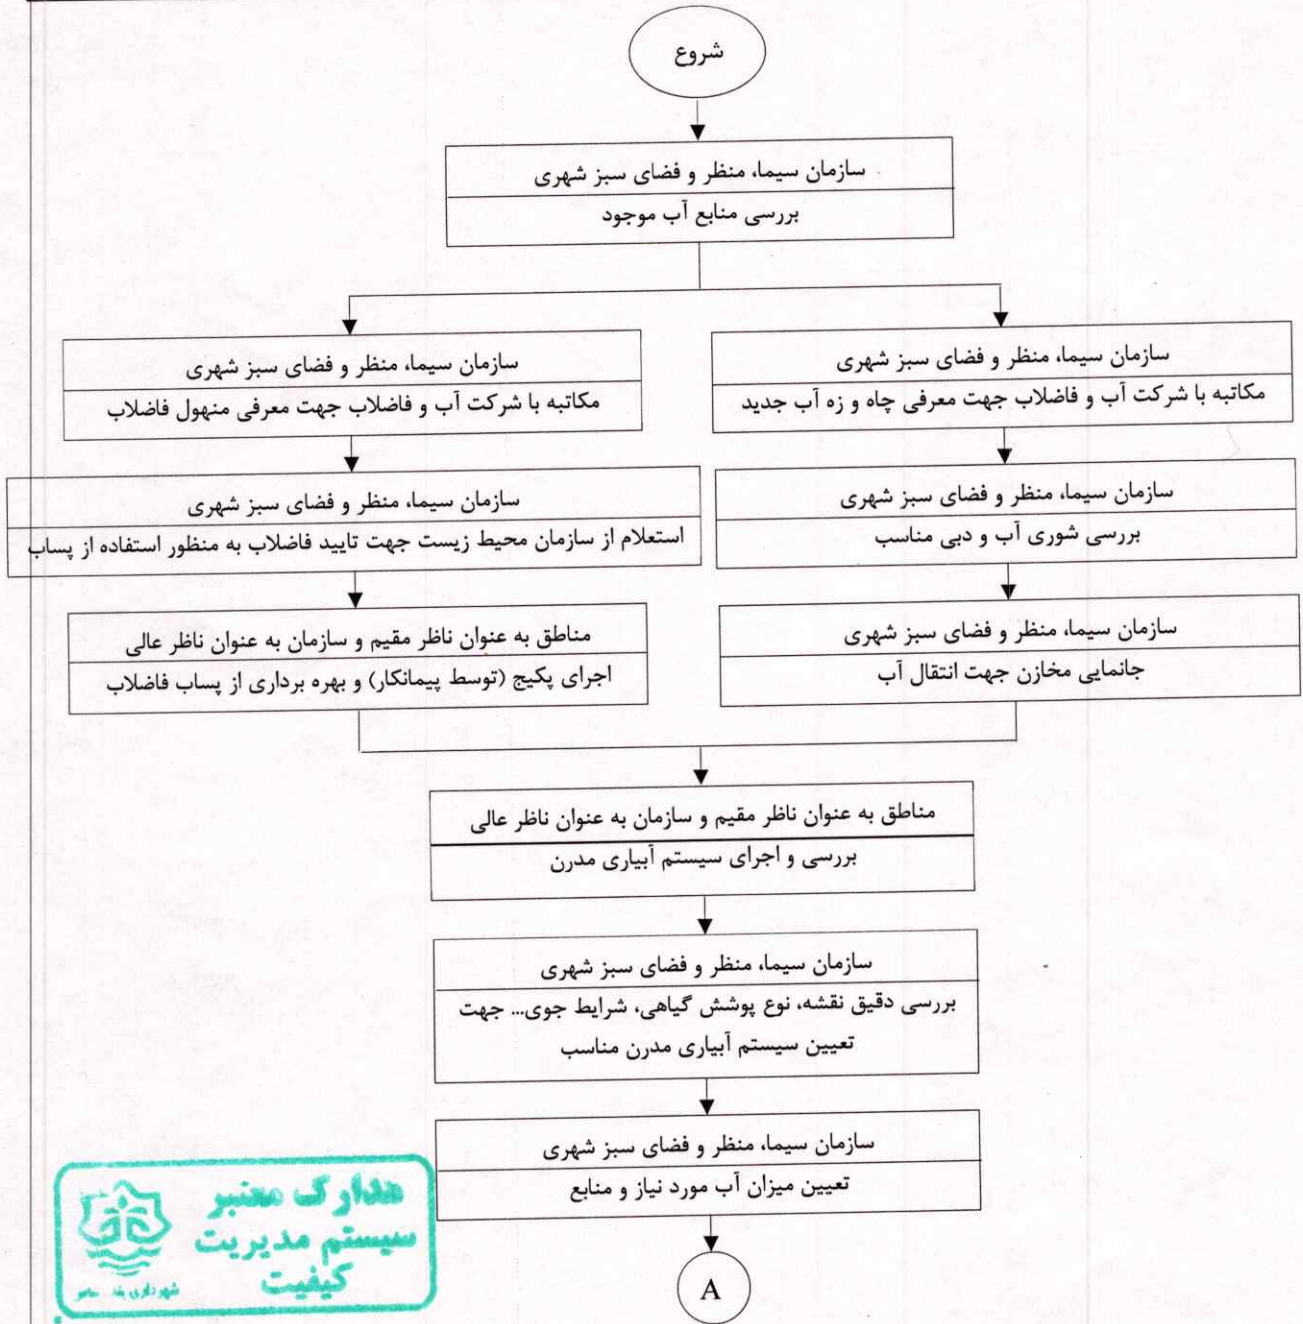 شروع
سازمان سیما، منظر و فضای سبز شهری
بررسی منابع آب موجود
سازمان سیما، منظر و فضای سبز شهری
مکاتبه با شرکت آب و فاضلاب جهت معرفی چاه و زه آب جدید
سازمان سیما، منظر و فضای سبز شهری
بررسی شوری آب و دبی مناسب
سازمان سیما، منظر و فضای سبز شهری
جانمایی مخازن جهت انتقال آب
سازمان سیما، منظر و فضای سبز شهری
مکاتبه با شرکت آب و فاضلاب جهت معرفی منهول فاضلاب
سازمان سیما، منظر و فضای سبز شهری
استعلام از سازمان محیط زیست جهت تایید فاضلاب به منظور استفاده از پساب
مناطق به عنوان ناظر مقیم و سازمان به عنوان ناظر عالی
اجرای پکیج (توسط پیمانکار) و بهره برداری از پساب فاضلاب
مناطق به عنوان ناظر مقیم و سازمان به عنوان ناظر عالی
بررسی و اجرای سیستم آبیاری مدرن
سازمان سیما، منظر و فضای سبز شهری
بررسی دقیق نقشه، نوع پوشش گیاهی، شرایط جوی... جهت
تعیین سیستم آبیاری مدرن مناسب
سازمان سیما، منظر و فضای سبز شهری
تعیین میزان آب مورد نیاز و منابع
A
مدارک معتبر
سیستم مدیریت
کیفیت
شهرداری